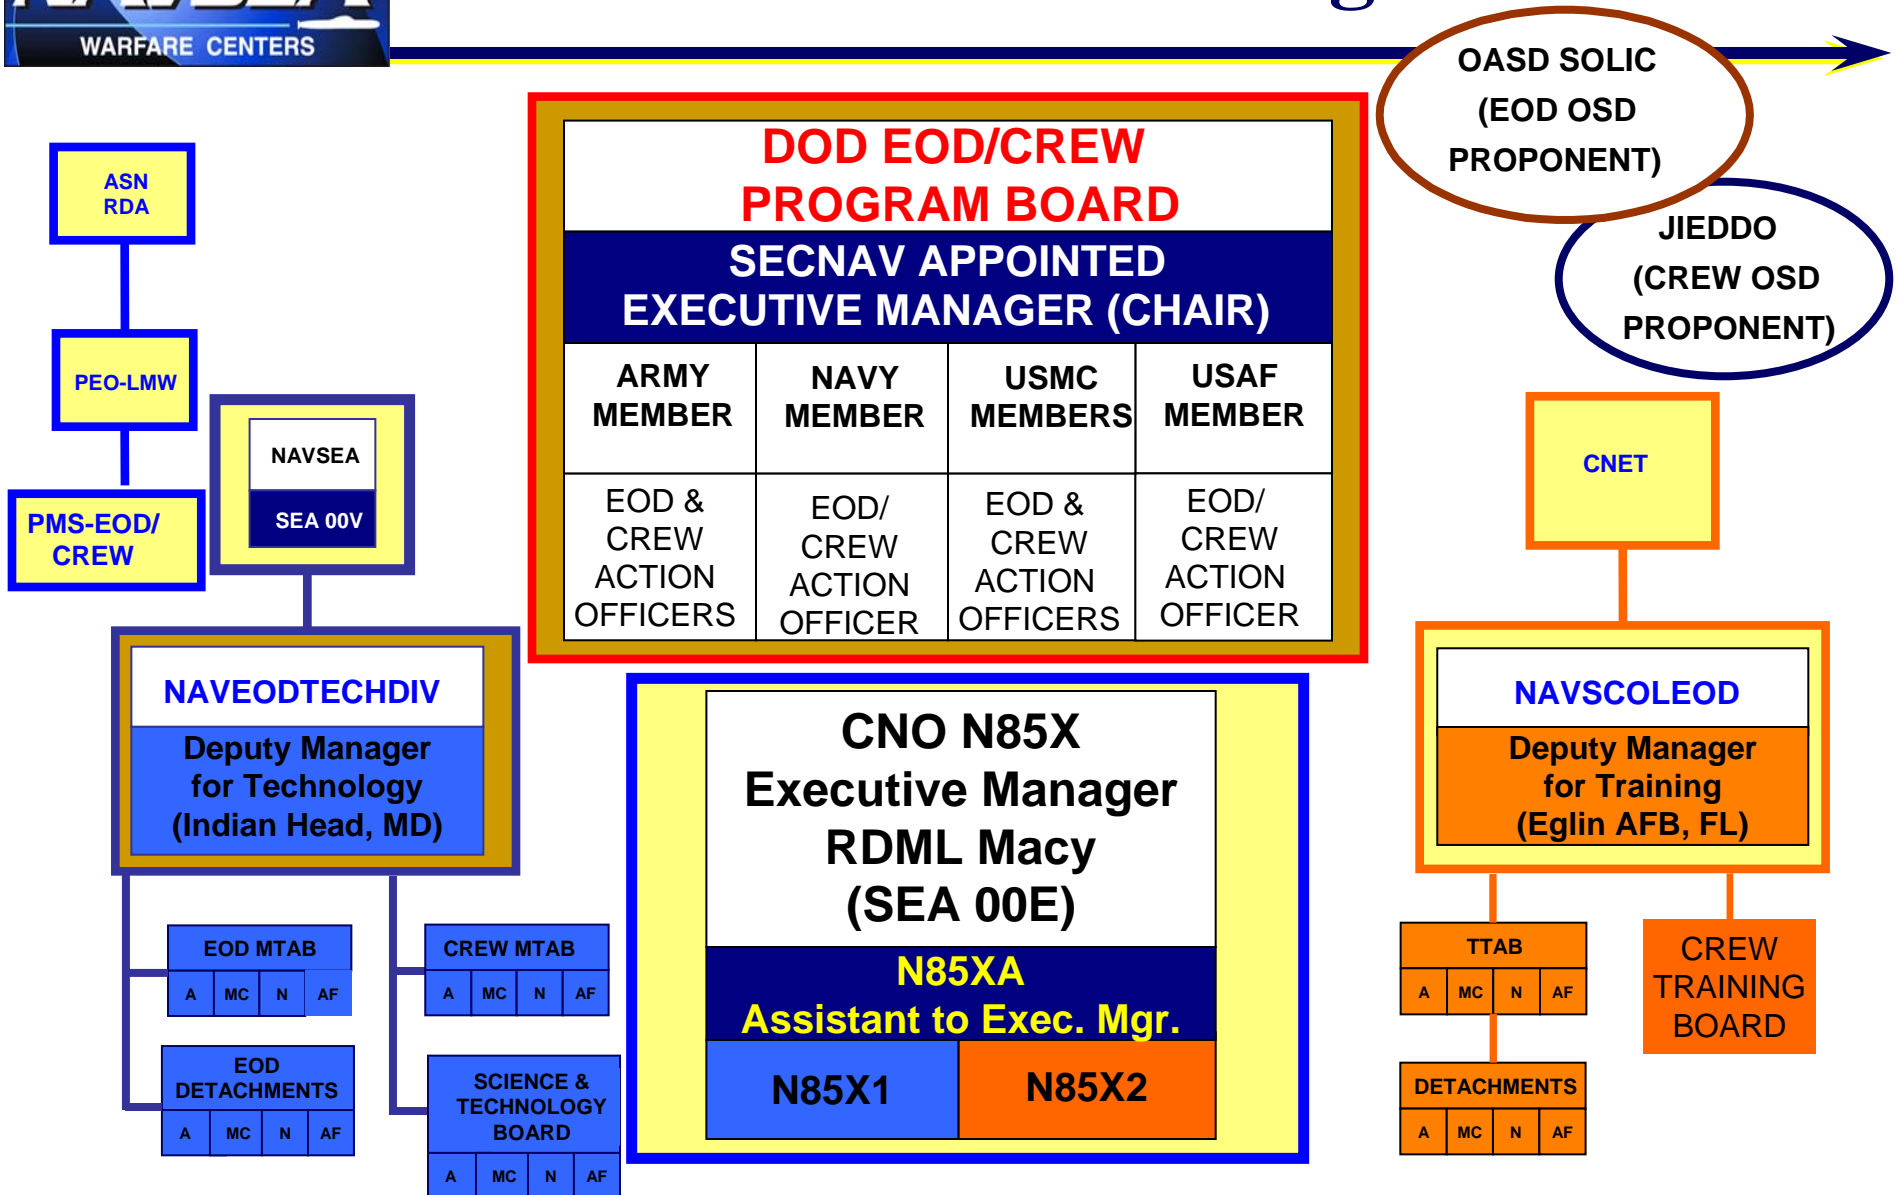 WARFARE CENTERS
OASD SOLIC
(EOD OSD
PROPONENT)
JIEDDO
(CREW OSD
PROPONENT)
DOD EOD/CREW
PROGRAM BOARD
SECNAV APPOINTED
EXECUTIVE MANAGER (CHAIR)
ARMY
MEMBER
NAVY
MEMBER
USMC
MEMBERS
USAF
MEMBER
EOD &
CREW
ACTION
OFFICERS
EOD/
CREW
ACTION
OFFICER
EOD &
CREW
ACTION
OFFICERS
EOD/
CREW
ACTION
OFFICER
ASN
RDA
PEO-LMW
PMS-EOD/
CREW
NAVSEA
SEA 00V
NAVEODTECHDIV
Deputy Manager
for Technology
(Indian Head, MD)
EOD MTAB
A MC N AF
EOD
DETACHMENTS
A MC N AF
CREW MTAB
A MC N AF
SCIENCE &
TECHNOLOGY
BOARD
A MC N AF
CNO N85X
Executive Manager
RDML Macy
(SEA 00E)
N85XA
Assistant to Exec. Mgr.
N85X1
N85X2
CNET
NAVSCOLEOD
Deputy Manager
for Training
(Eglin AFB, FL)
TTAB
A MC N AF
DETACHMENTS
A MC N AF
CREW
TRAINING
BOARD